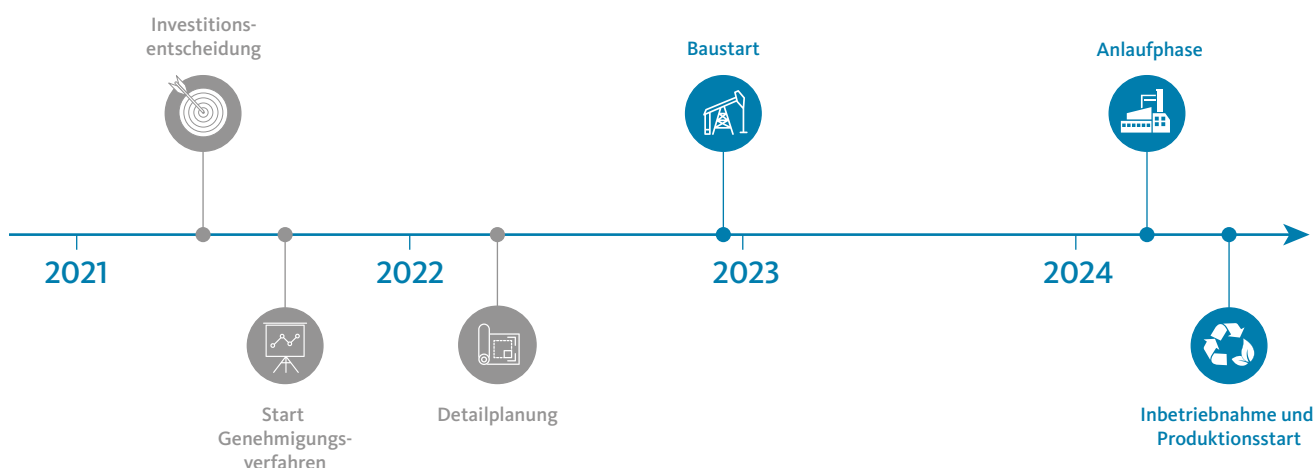 Investitions-
entscheidung
Baustart
Anlaufphase
2021
2022
2023
2024
Start
Genehmigungs-
verfahren
Detailplanung
Inbetriebnahme und
Produktionsstart